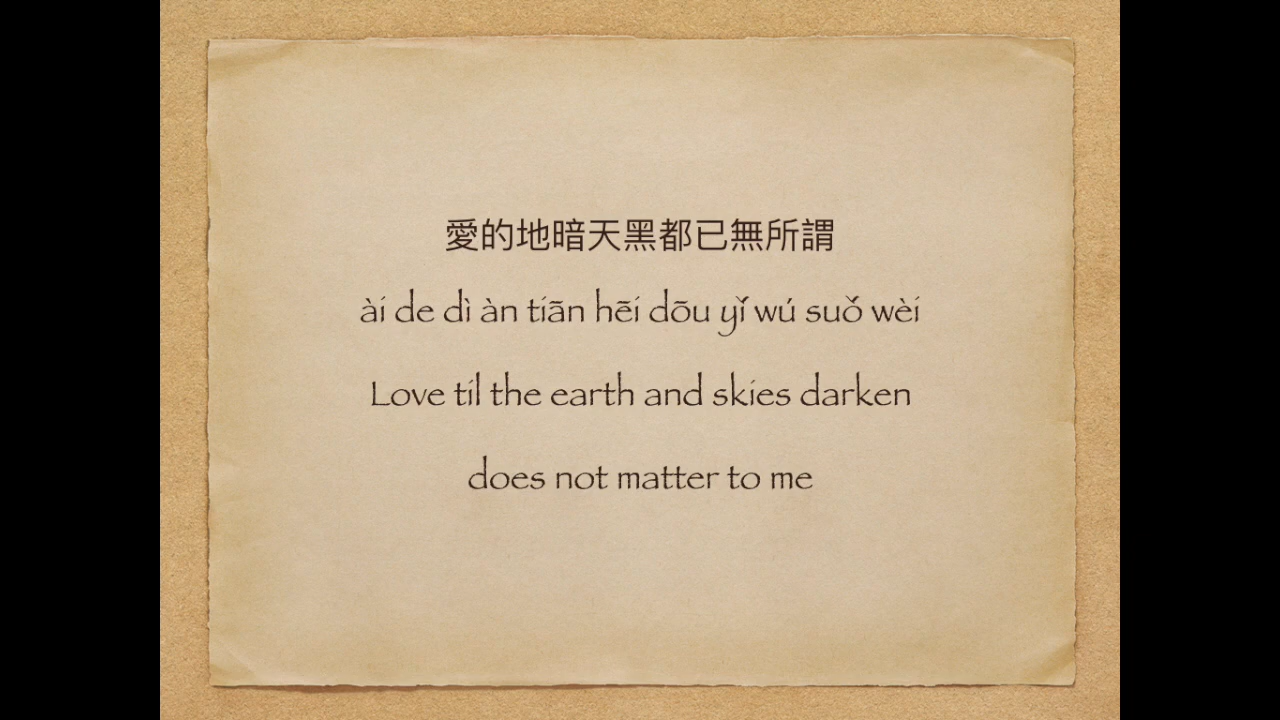 愛的地暗天黑都已無所謂
ài de dì àn tiān hēi dōu yǐ wú suǒ wèi
Love til the earth and skies darken
does not matter to me